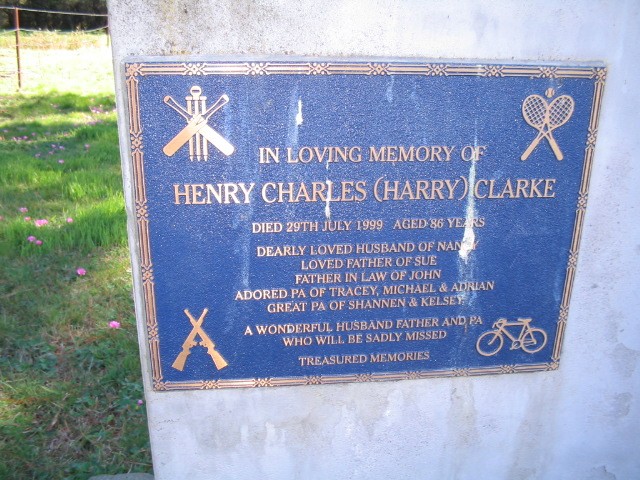 IN LOVING MEMORY OF
HENRY CHARLES (HARRY) CLARKE
DIED 29TH JULY 1999 AGED 86 YEARS
DEARLY LOVED HUSBAND OF NANCY
LOVED FATHER OF SUE
FATHER IN LAW OF JOHN
ADORED PA OF TRACEY, MICHAEL & ADRIAN
GREAT PA OF SHANNEN & KELSEY
A WONDERFUL HUSBAND FATHER AND PA
WHO WILL BE SADLY MISSED
TREASURED MEMORIES